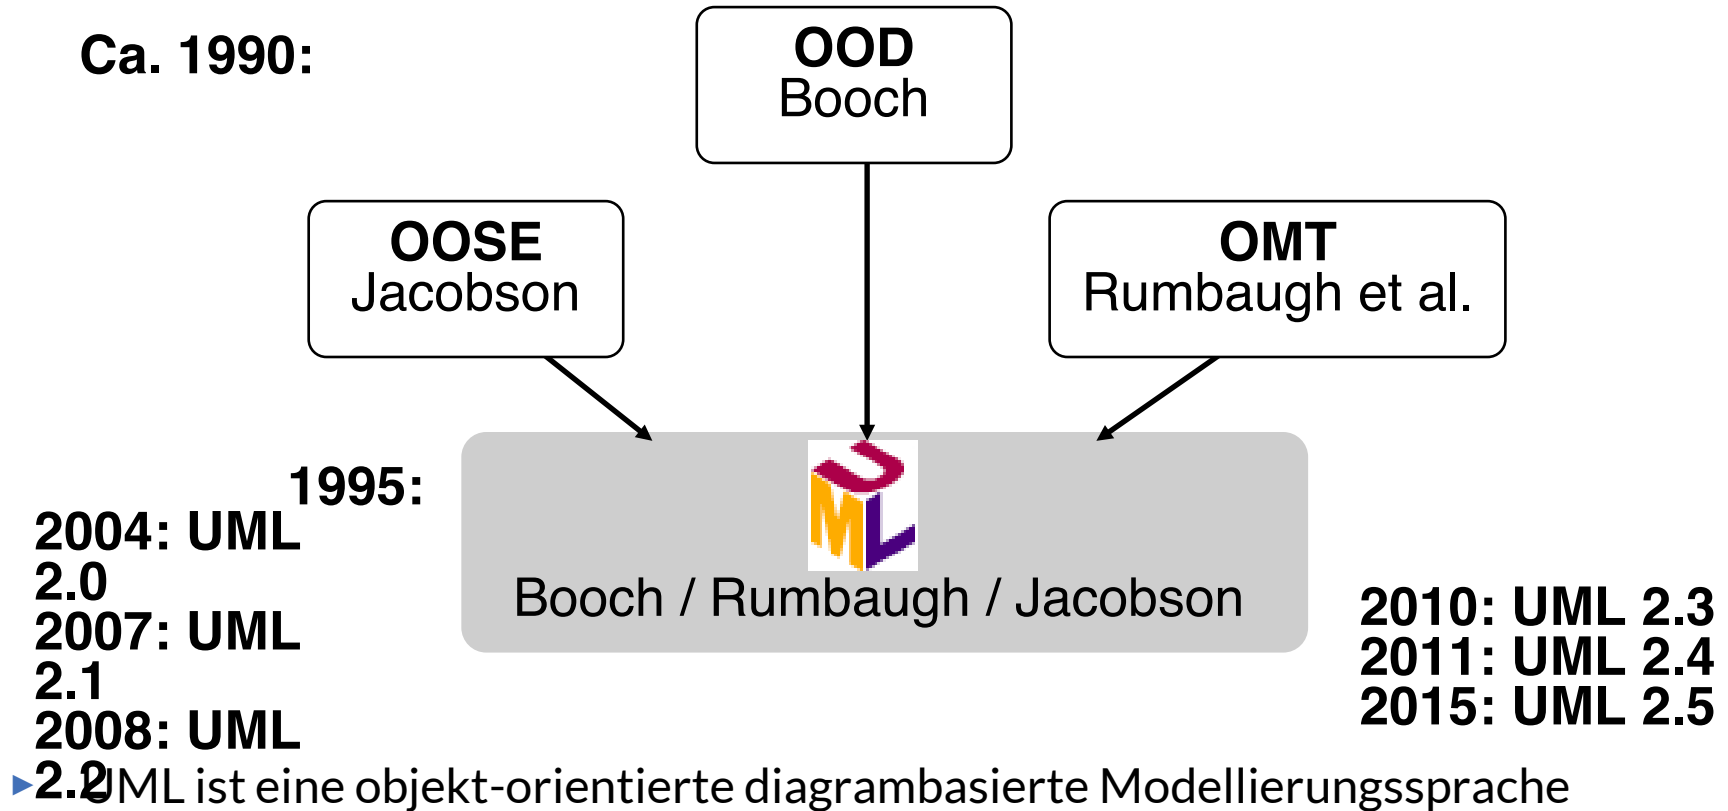 Ca. 1990:
OOD
Booch
OOSE
Jacobson
OMT
Rumbaugh et al.
1995:
UML
Booch / Rumbaugh / Jacobson
2004: UML
2.0
2007: UML
2.1
2008: UML
2.2
2010: UML 2.3
2011: UML 2.4
2015: UML 2.5
UML ist eine objekt-orientierte diagrambasierte Modellierungssprache